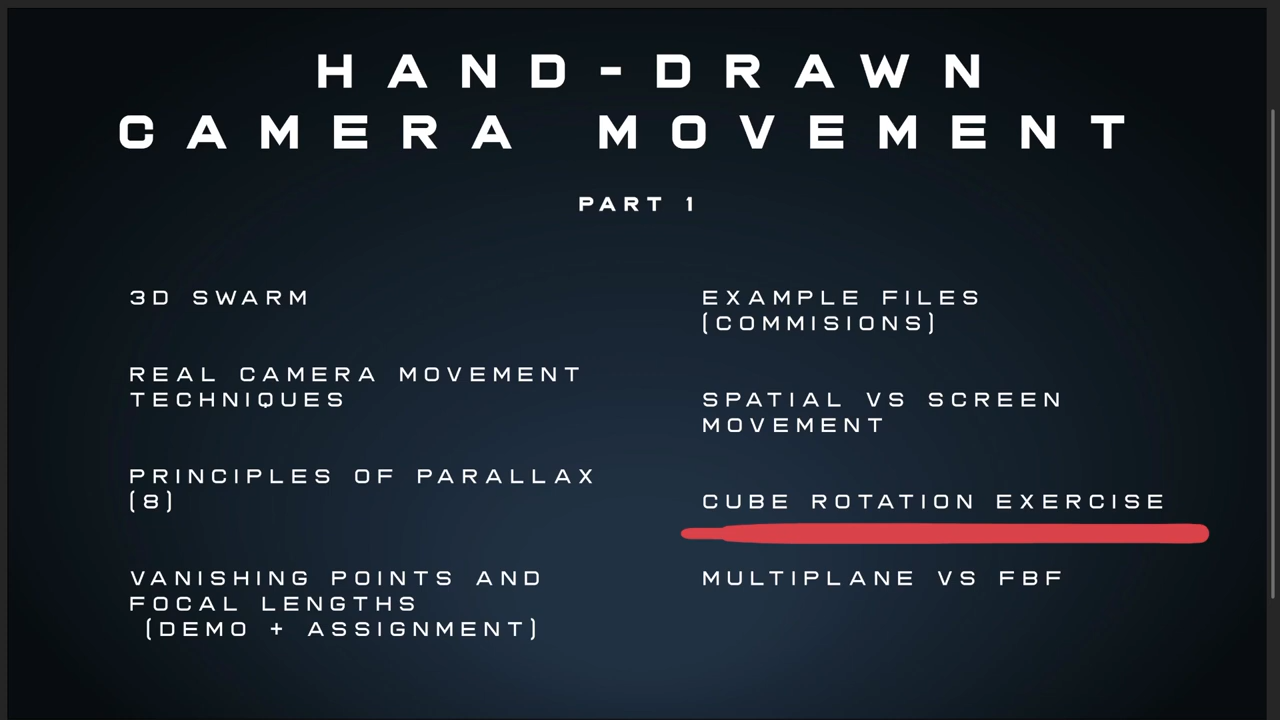 HAND-DRAWN
CAMERA MOVEMENT
PART 1
3D SWARM
REAL CAMERA MOVEMENT
TECHNIQUES
PRINCIPLES OF PARALLAX
(8)
VANISHING POINTS AND
FOCAL LENGTHS
(DEMO + ASSIGNMENT)
EXAMPLE FILES
(COMMISIONS)
SPATIAL VS SCREEN
MOVEMENT
CUBE ROTATION EXERCISE
MULTIPLANE VS FBF